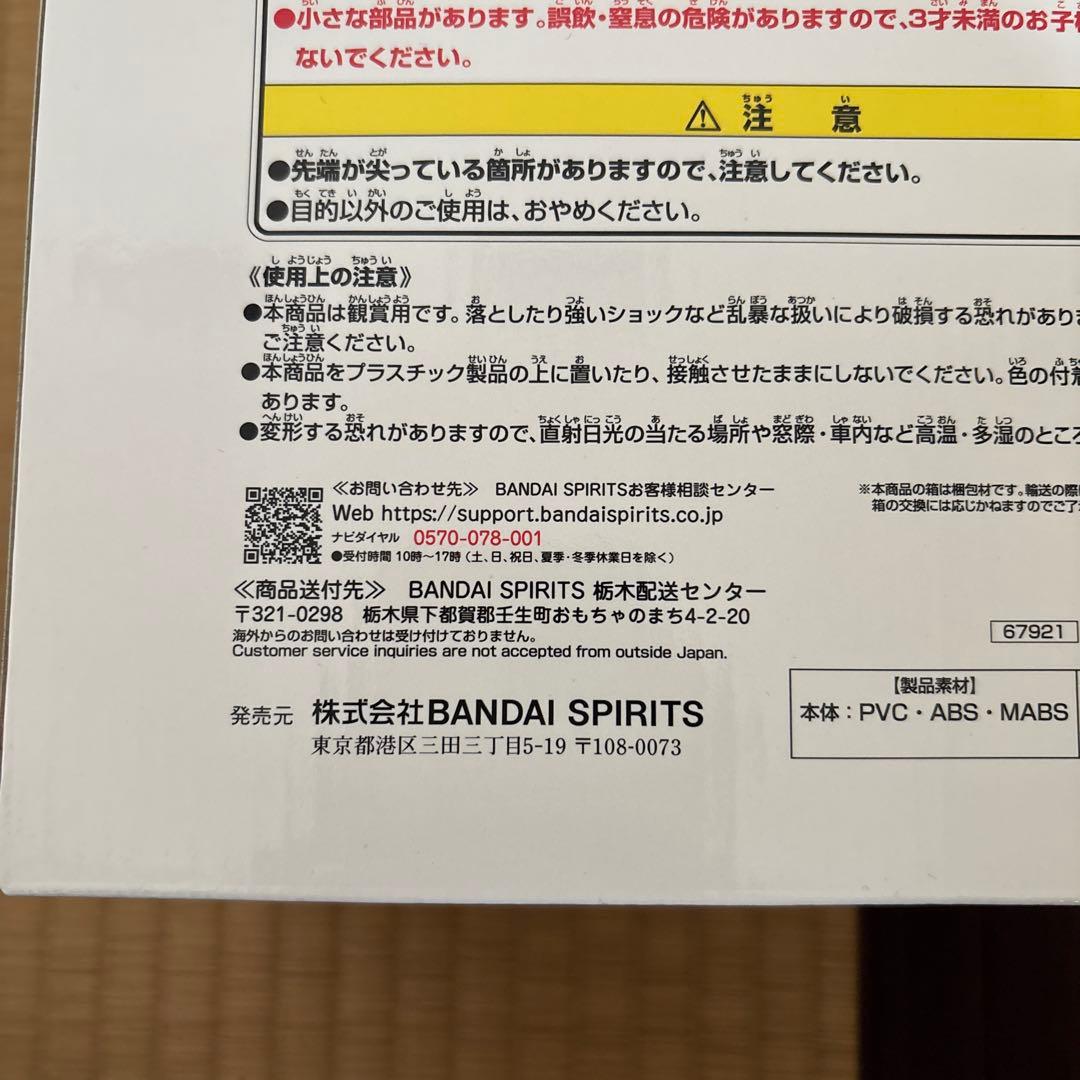 ●小さな部品があります。誤飲・窒息の危険がありますので、3才未満のお子様
ないでください。
⚠ 注意
●先端が尖っている箇所がありますので、注意してください。
●目的以外のご使用は、おやめください。
《使用上の注意》
●本商品は観賞用です。落としたり強いショックなど乱暴な扱いにより破損する恐れがありま
ご注意ください。
●本商品をプラスチック製品の上に置いたり、接触させたままにしないでください。色の付着
あります。
●変形する恐れがありますので、直射日光の当たる場所や窓際・車内など高温・多湿のところ
≪お問い合わせ先≫ BANDAI SPIRITSお客様相談センター
Web https://support.bandaispirits.co.jp
ナビダイヤル 0570-078-001
●受付時間 10時〜17時（土、日、祝日、夏季・冬季休業日を除く）
※本商品の箱は梱包材です。輸送の際
箱の交換には応じかねますのでご了
≪商品送付先≫ BANDAI SPIRITS 栃木配送センター
〒321-0298 栃木県下都賀郡壬生町おもちゃのまち4-2-20
海外からのお問い合わせは受け付けておりません。
Customer service inquiries are not accepted from outside Japan.
67921
発売元 株式会社BANDAI SPIRITS
東京都港区三田三丁目5-19 〒108-0073
【製品素材】
本体：PVC・ABS・MABS